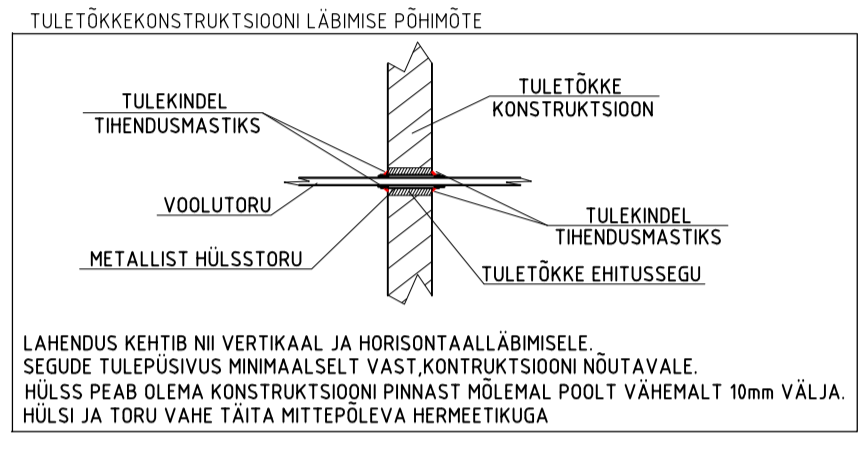 TULETÕKKEKONSTRUKTSIOONI LÄBIMISE PÕHIMÕTE
TULEKINDEL
TIHENDUSMASTIKS
TULETÕKKE
KONSTRUKTSIOON
VOOLUTORU
METALLIST HÜLSSTORU
TULEKINDEL
TIHENDUSMASTIKS
TULETÕKKE EHITUSSEGU
LAHENDUS KEHTIB NII VERTIKAAL JA HORISONTAALLÄBIMISELE.
SEGUDE TULEPÜSIVUS MINIMAALSELT VAST,KONTRUKTSIOONI NÕUTAVALE.
HÜLSS PEAB OLEMA KONSTRUKTSIOONI PINNAST MÕLEMAL POOLT VÄHEMALT 10mm VÄLJA.
HÜLSI JA TORU VAHE TÄITA MITTEPÕLEVA HERMEETIKUGA